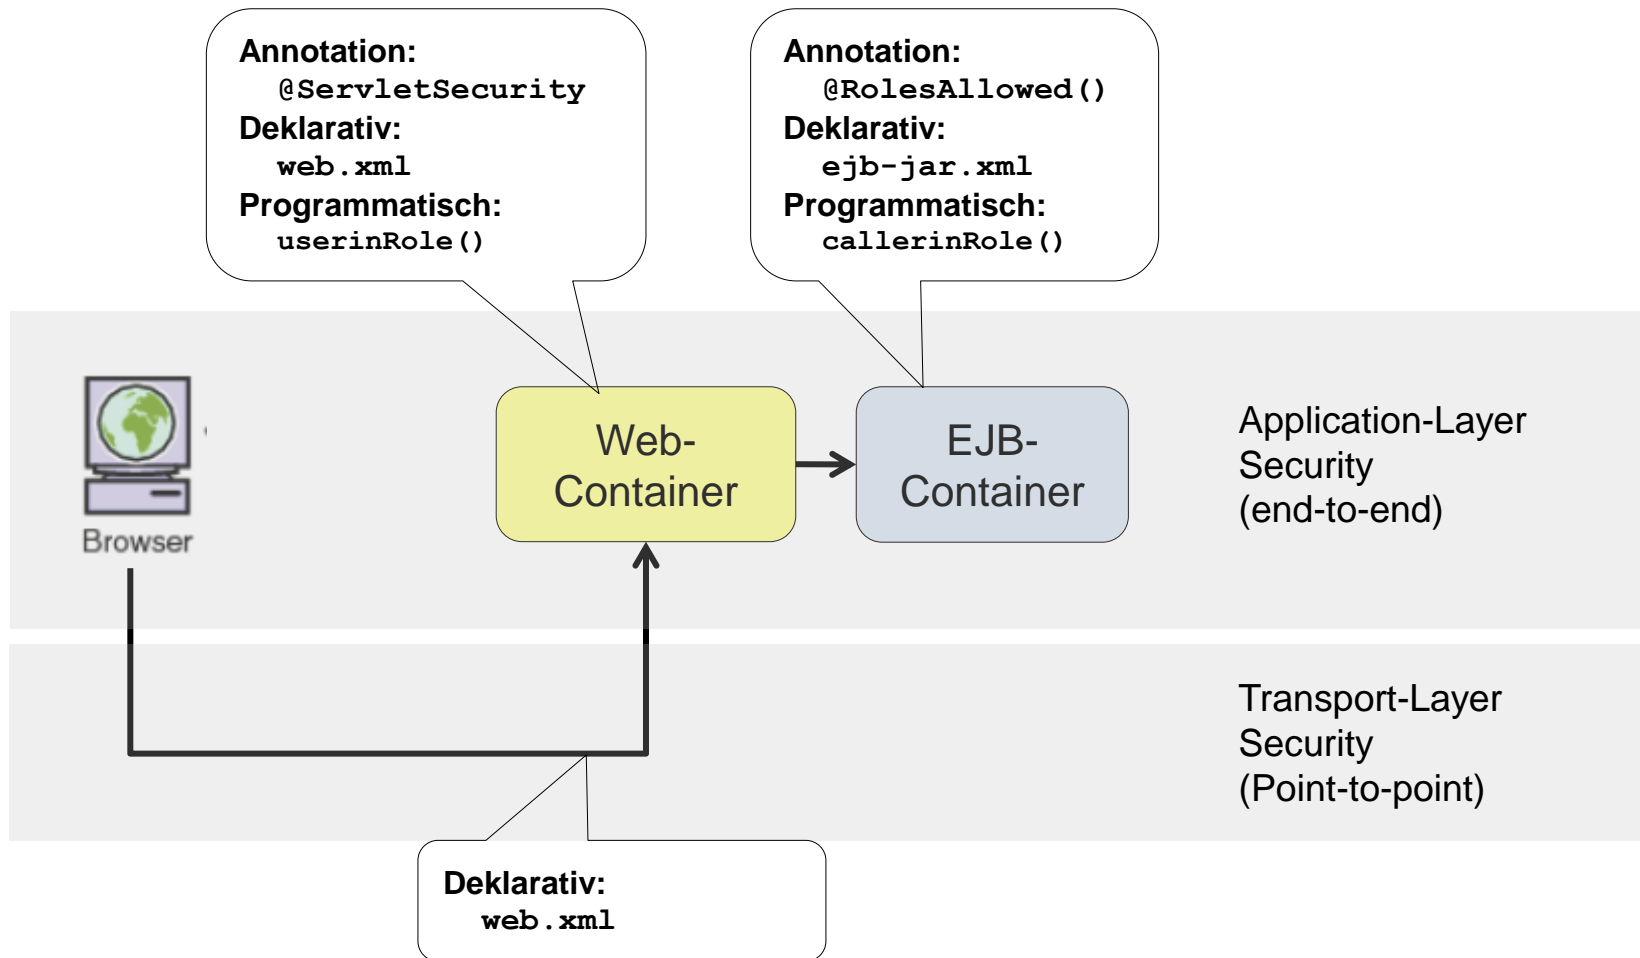 Annotation:
@ServletSecurity
Deklarativ:
web.xml
Programmatisch:
userinRole()
Annotation:
@RolesAllowed()
Deklarativ:
ejb-jar.xml
Programmatisch:
callerinRole()
Browser
Web-
Container
EJB-
Container
Application-Layer
Security
(end-to-end)
Transport-Layer
Security
(Point-to-point)
Deklarativ:
web.xml